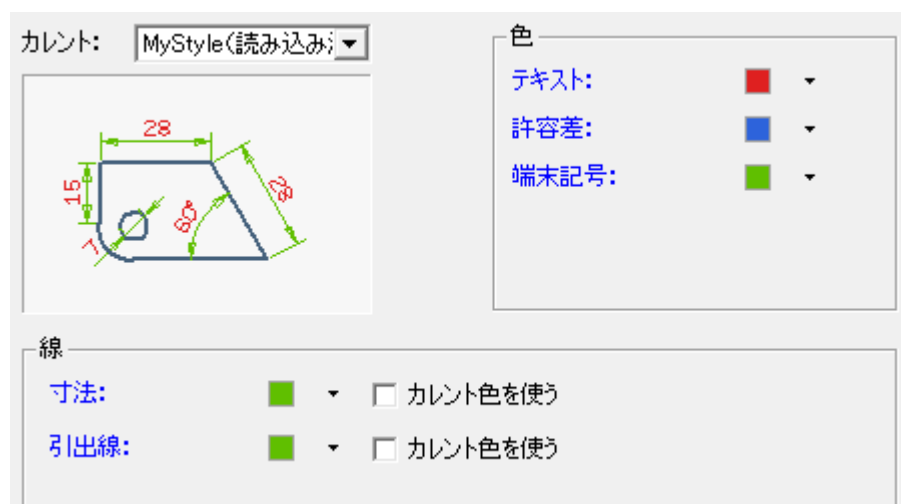 カレント:
MyStyle(読み込み
28
15
7
60°
28
色
テキスト:
許容差:
端末記号:
線
寸法:
カレント色を使う
引出線:
カレント色を使う